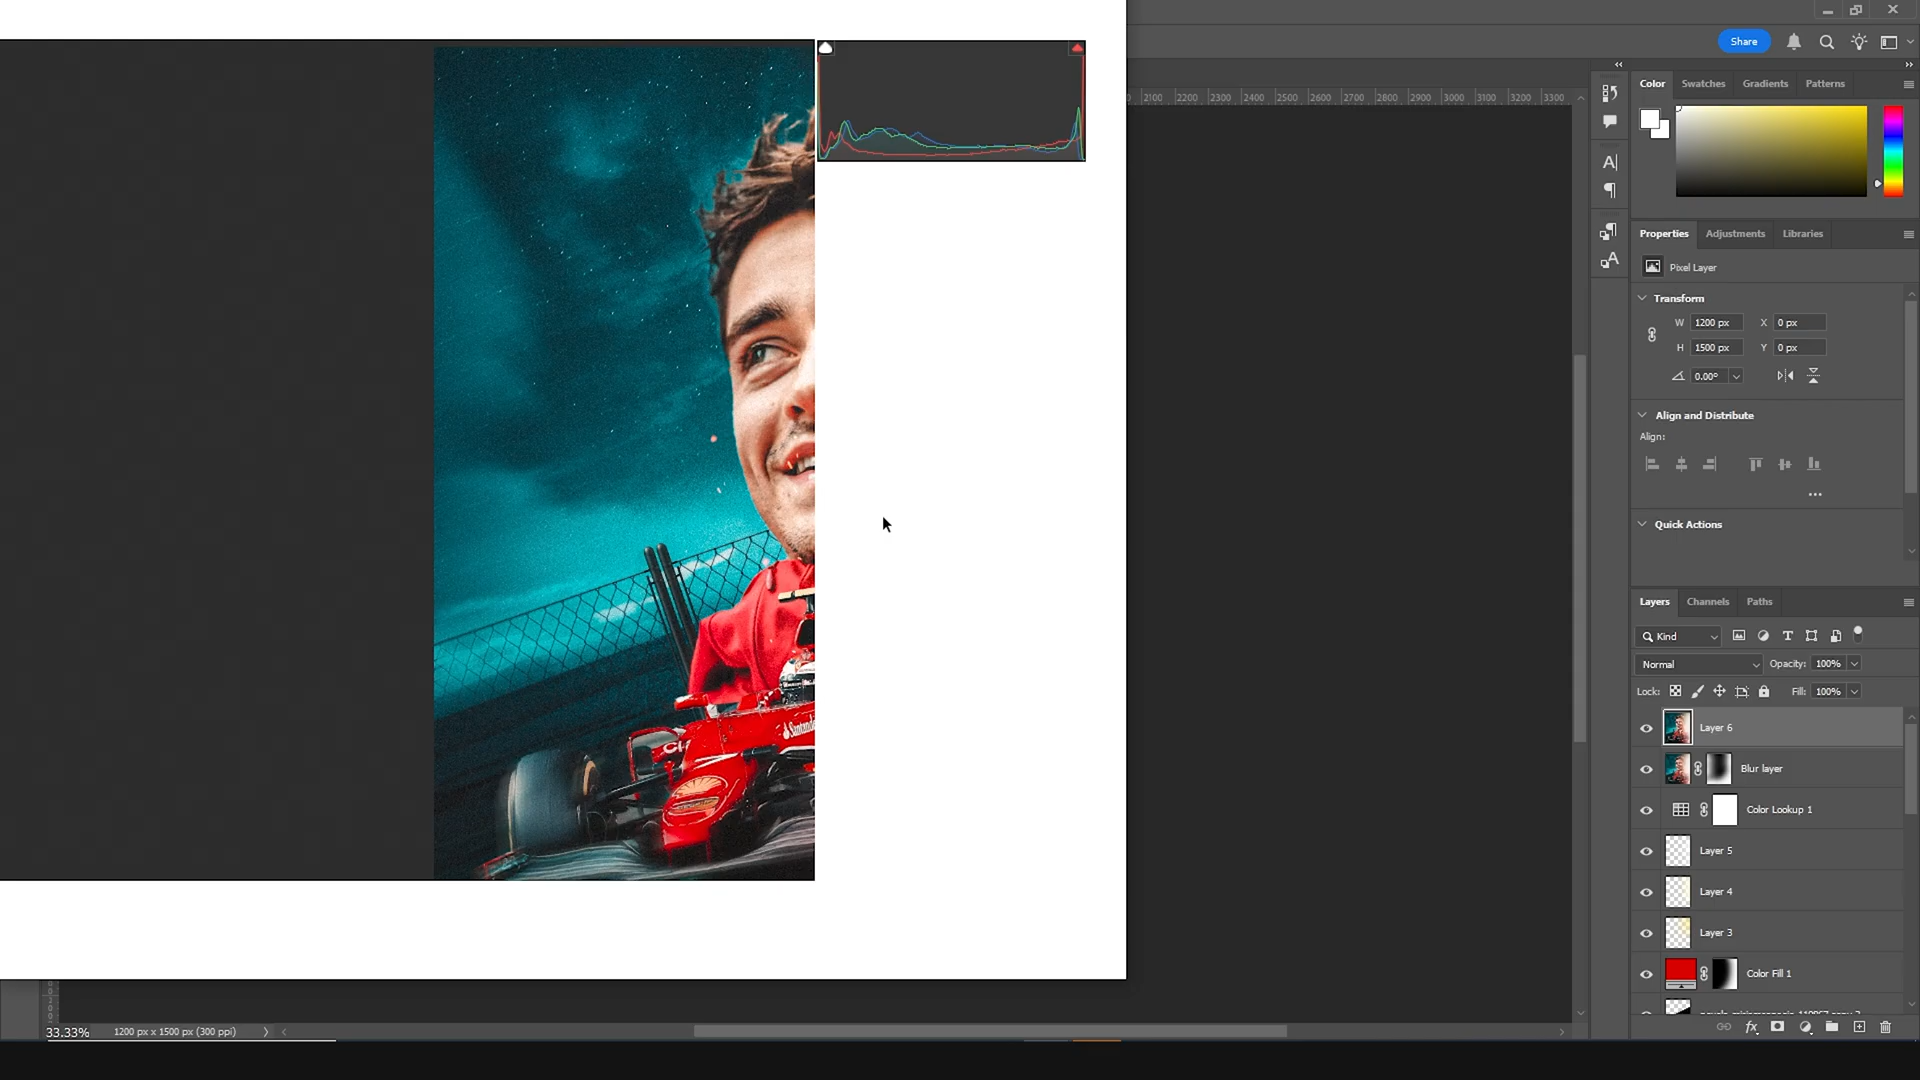 Share
2100 2200 2300 2400 2500 2600 2700 2800 2900 3000 3100 3200 3300
Color Swatches Gradients Patterns
Properties Adjustments Libraries
Pixel Layer
Transform
W 1200 px X 0 px
H 1500 px Y 0 px
0.00°
Align and Distribute
Align:
Quick Actions
Layers Channels Paths
Kind
Normal Opacity: 100%
Lock: Fill: 100%
Layer 6
Blur layer
Color Lookup 1
Layer 5
Layer 4
Layer 3
Color Fill 1
33.33% 1200 px x 1500 px (300 ppi)